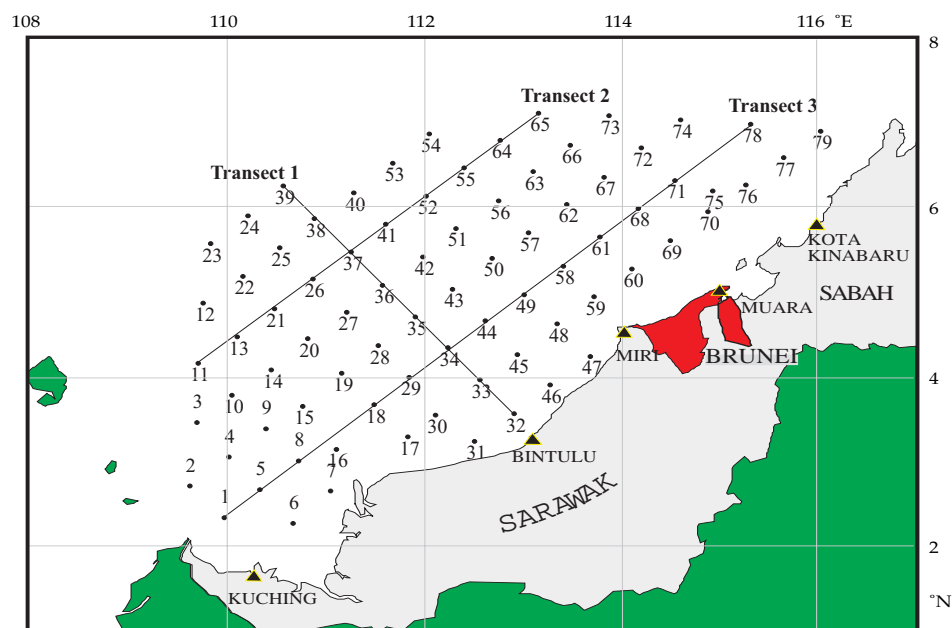 108 110 112 114 116 °E
8
Transect 2
Transect 3
65 73 74 78 79
54 64 66 72 77
Transect 1
53 55 63 67 71 76
39 40 52 56 62 68 75
6
24 38 41 51 57 61 70
23 25 37 42 50 58 69
KOTA
KINABARU
22 26 36 43 49 60
SABAH
12 21 27 35 44 59
MUARA
13 20 28 34 48
MIRI
BRUNEI
11 14 19 29 45 47
4
3 10 9 15 18 33 46
4 8 30 32
2 5 16 17 31
BINTULU
1 6 7
SARAWAK
2
KUCHING
°N